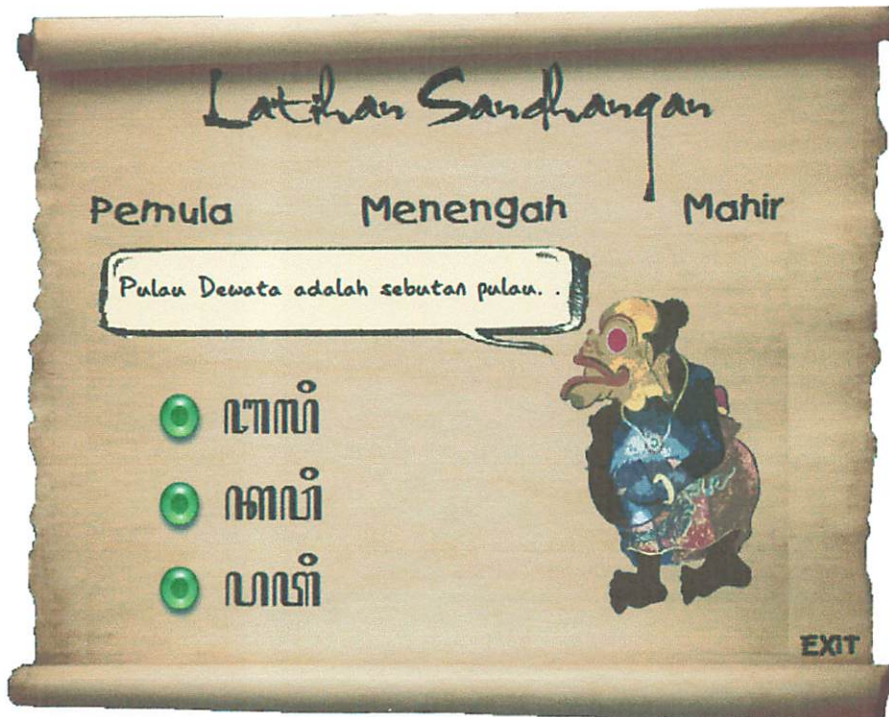 Latihan Sandhangan
Pemula Menengah Mahir
Pulau Dewata adalah sebutan pulau. .
EXIT